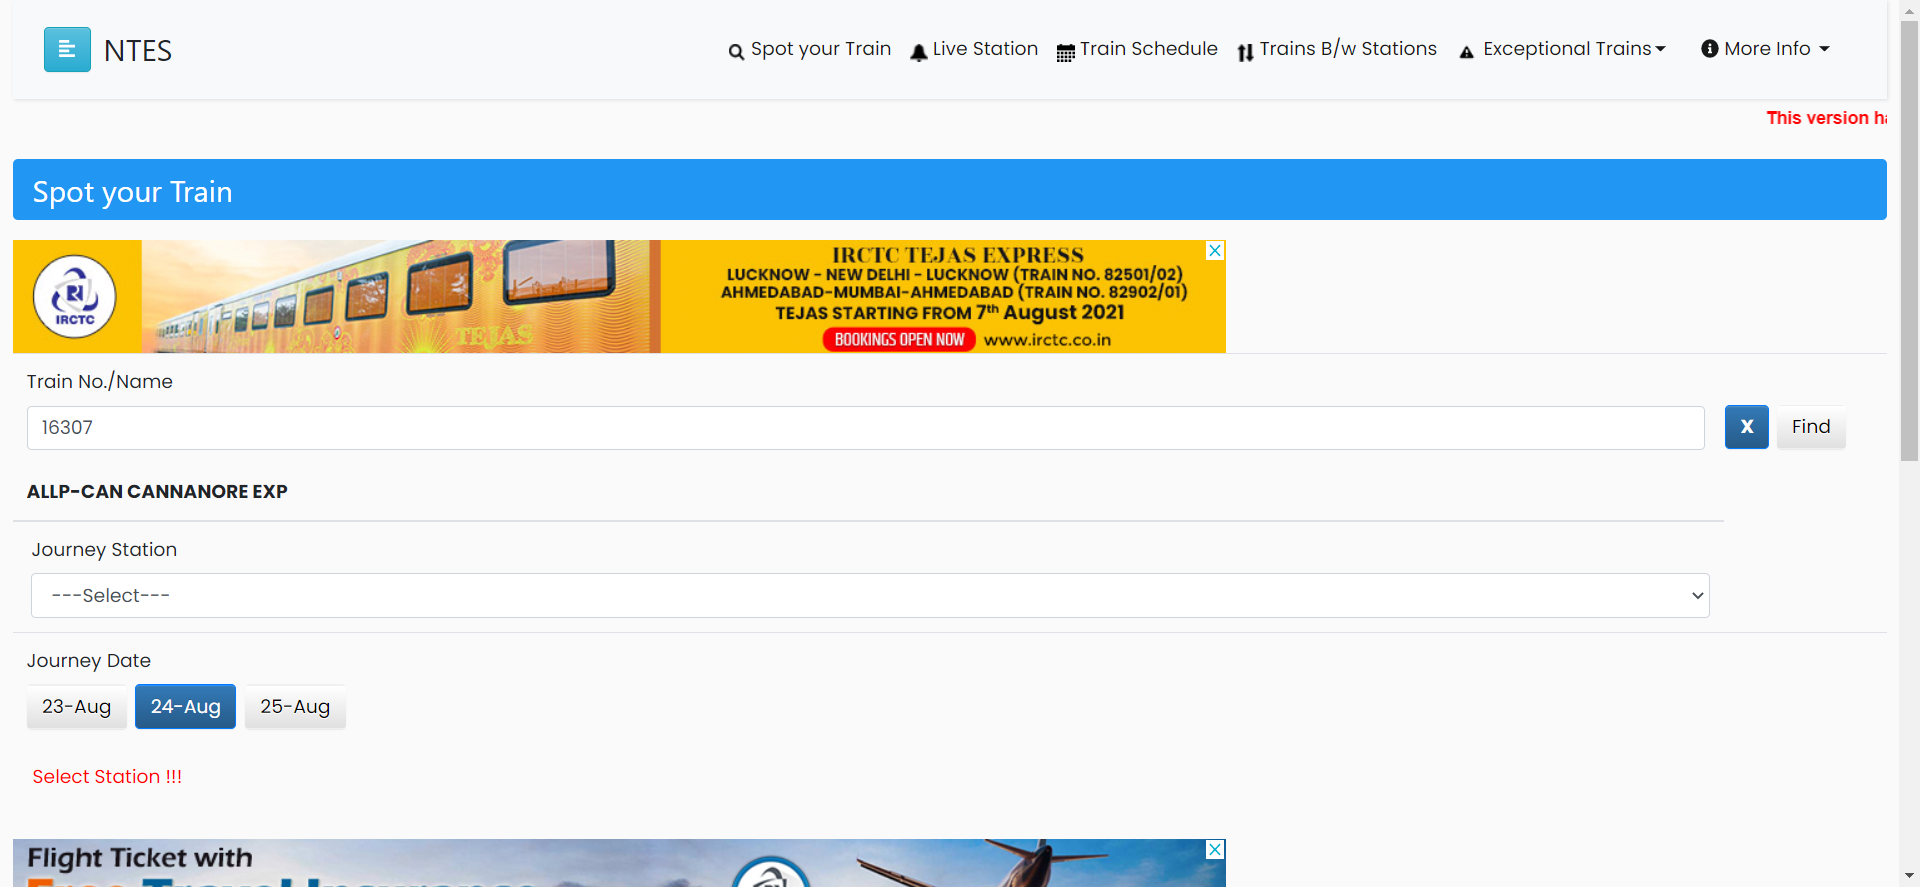 NTES
Spot your Train
Live Station
Train Schedule
Trains B/w Stations
Exceptional Trains
More Info
This version
Spot your Train
IRCTC
TEJAS
IRCTC TEJAS EXPRESS
LUCKNOW - NEW DELHI - LUCKNOW (TRAIN NO. 82501/02)
AHMEDABAD-MUMBAI-AHMEDABAD (TRAIN NO. 82902/01)
TEJAS STARTING FROM 7th August 2021
BOOKINGS OPEN NOW www.irctc.co.in
Train No./Name
16307
X
Find
ALLP-CAN CANNANORE EXP
Journey Station
---Select---
Journey Date
23-Aug
24-Aug
25-Aug
Select Station !!!
Flight Ticket with
Free Travel Insurance